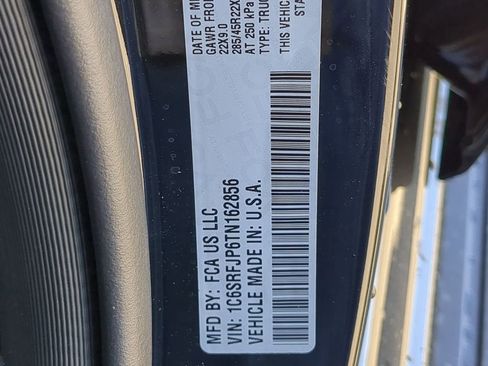 DATE OF M
GAWR FRO
22X9.0
285/45R22X
AT 250 kPa
TYPE: TRUC
THIS VEHIC
STA
MFD BY: FCA US LLC
VIN: 1C6SRFJP6TN162856
VEHICLE MADE IN: U.S.A.